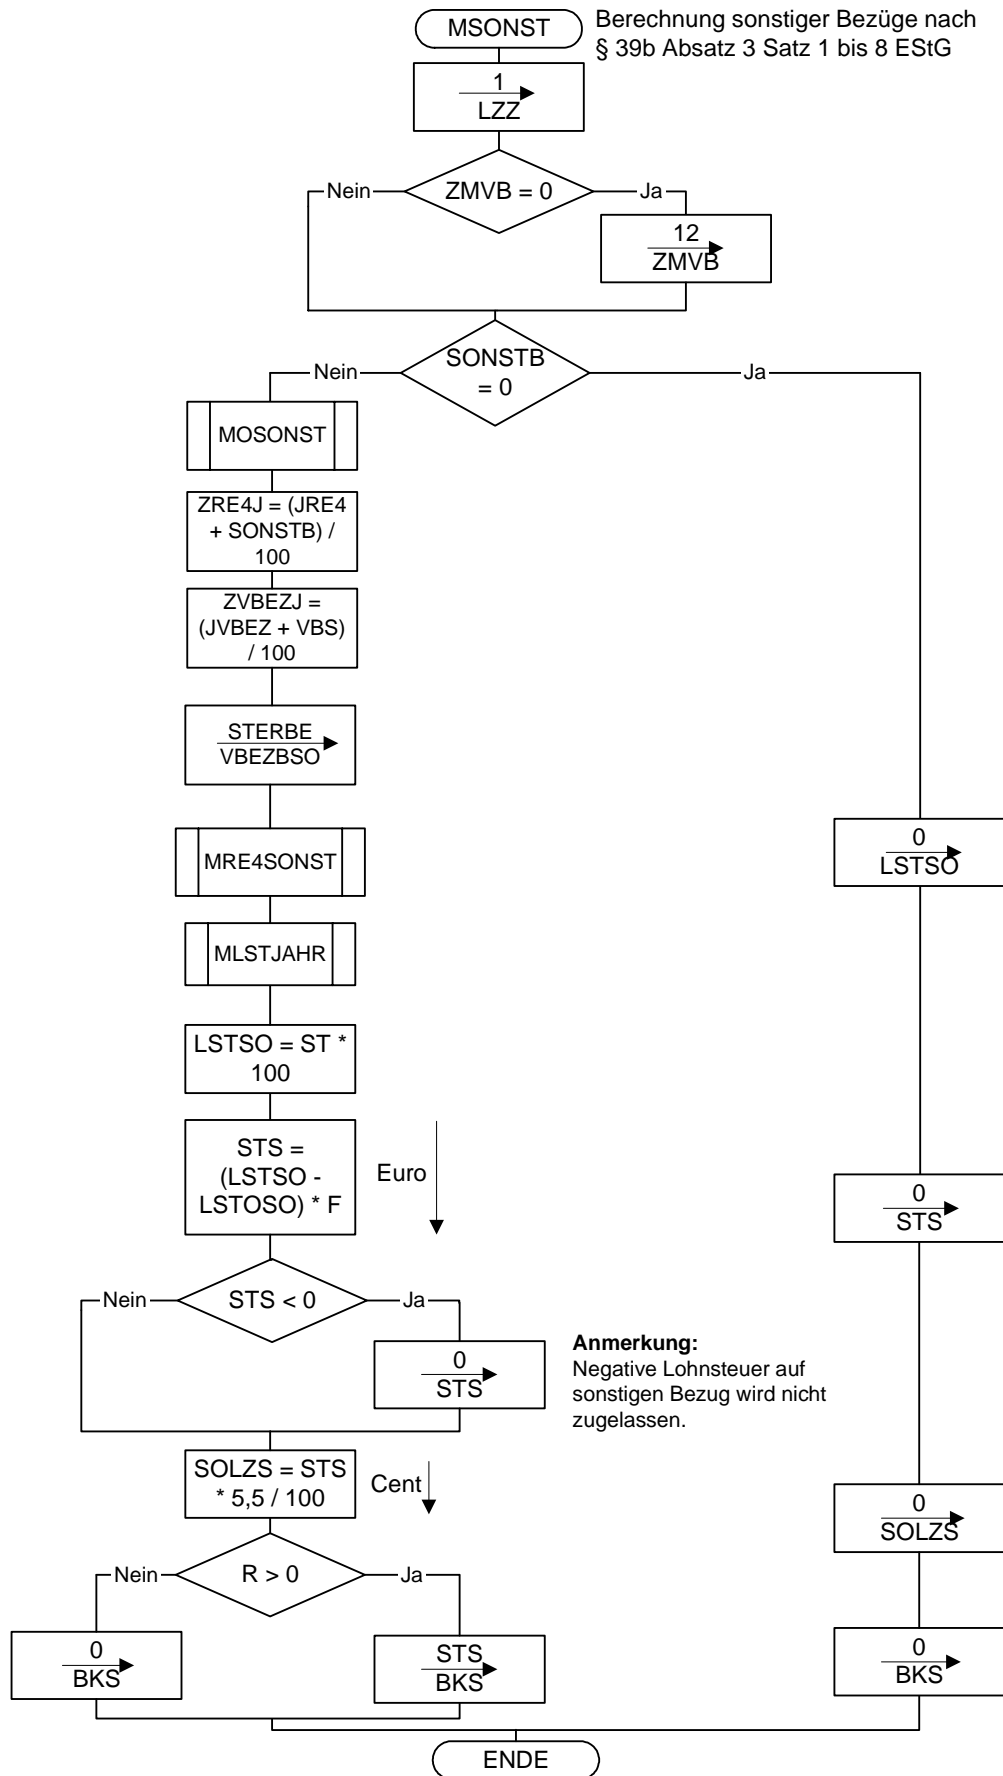 MSONST
Berechnung sonstiger Bezüge nach
§ 39b Absatz 3 Satz 1 bis 8 EStG
1
LZZ
Nein
ZMVB = 0
Ja
12
ZMVB
Nein
SONSTB
= 0
Ja
MOSONST
ZRE4J = (JRE4
+ SONSTB) /
100
ZVBEZJ =
(JVBEZ + VBS)
/ 100
STERBE
VBEZBSO
MRE4SONST
0
LSTSO
MLSTJAHR
LSTSO = ST *
100
STS =
(LSTSO -
LSTOSO) * F
Euro
0
STS
Nein
STS < 0
Ja
0
STS
Anmerkung:
Negative Lohnsteuer auf
sonstigen Bezug wird nicht
zugelassen.
SOLZS = STS
* 5,5 / 100
Cent
0
SOLZS
Nein
R > 0
Ja
0
BKS
STS
BKS
0
BKS
ENDE